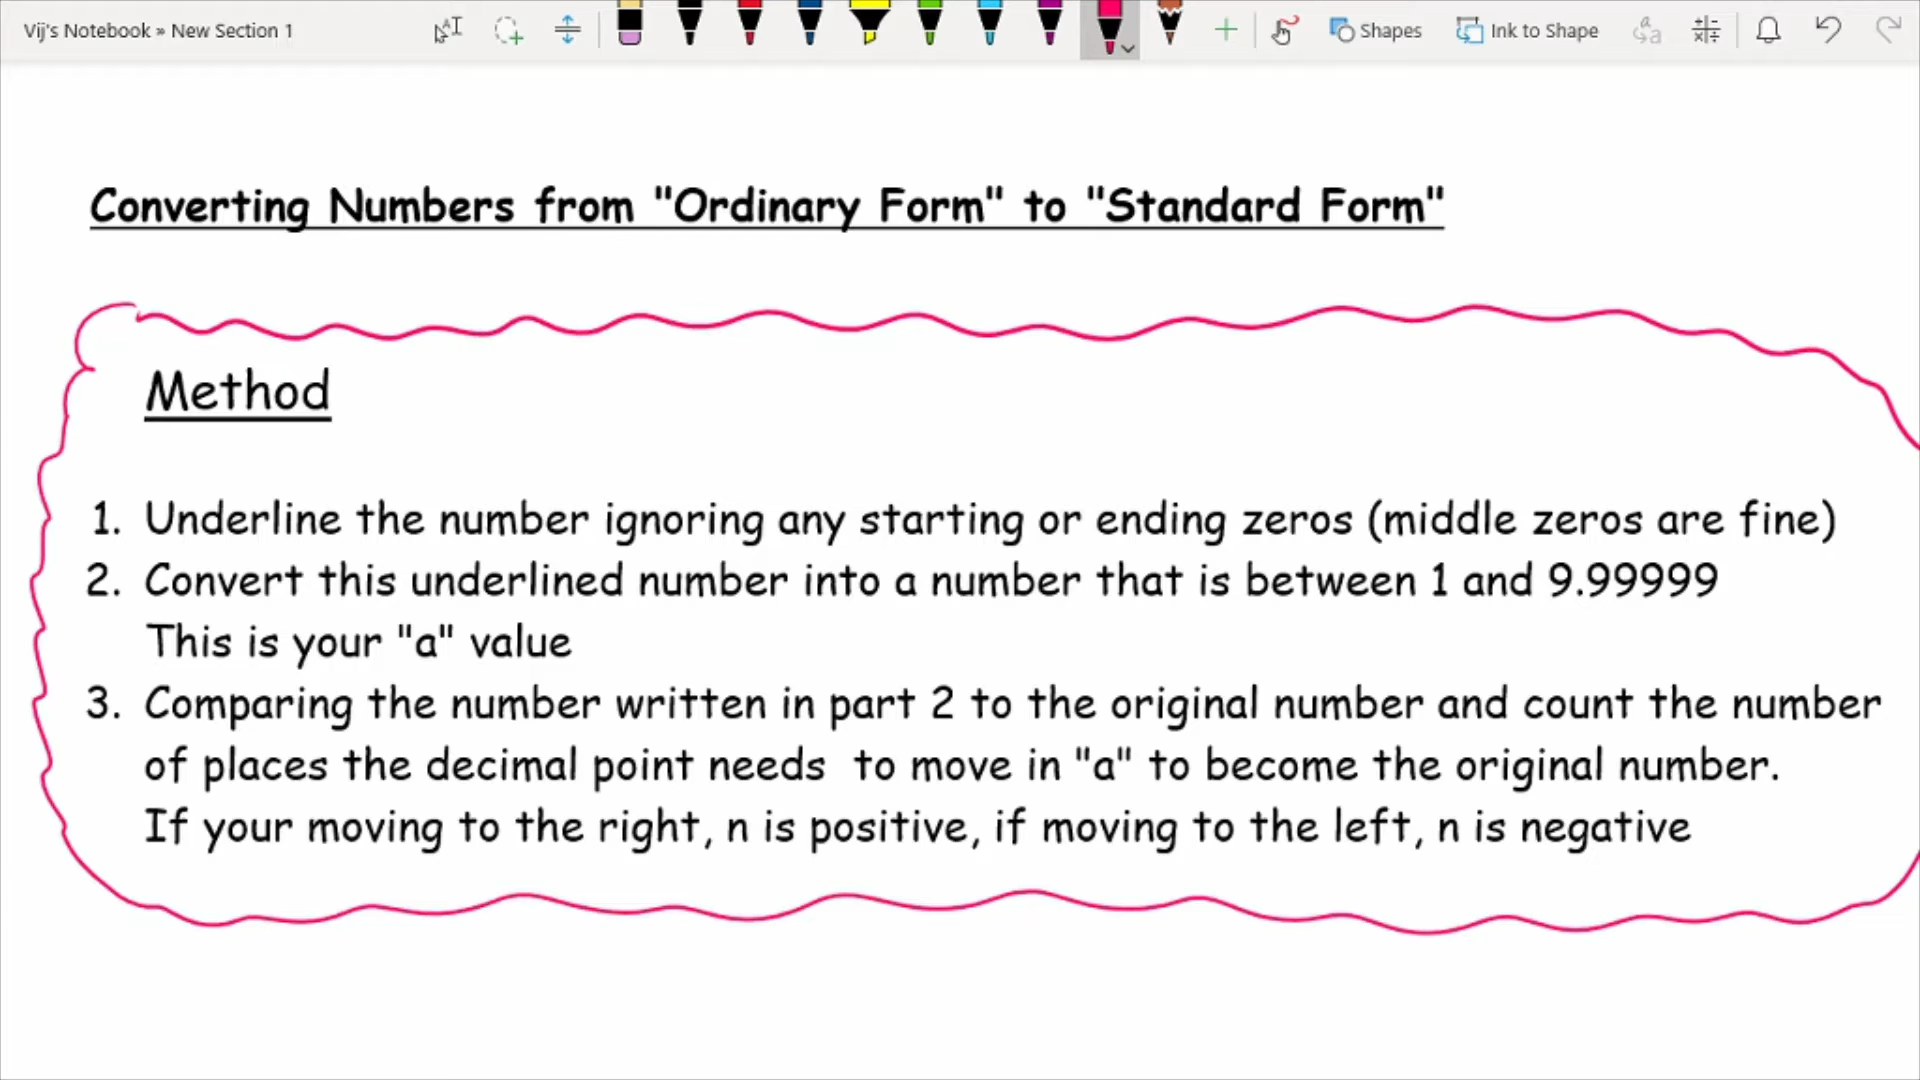 Vij's Notebook » New Section 1
Shapes
Ink to Shape
Converting Numbers from "Ordinary Form" to "Standard Form"
Method
1. Underline the number ignoring any starting or ending zeros (middle zeros are fine)
2. Convert this underlined number into a number that is between 1 and 9.99999
This is your "a" value
3. Comparing the number written in part 2 to the original number and count the number
of places the decimal point needs to move in "a" to become the original number.
If your moving to the right, n is positive, if moving to the left, n is negative